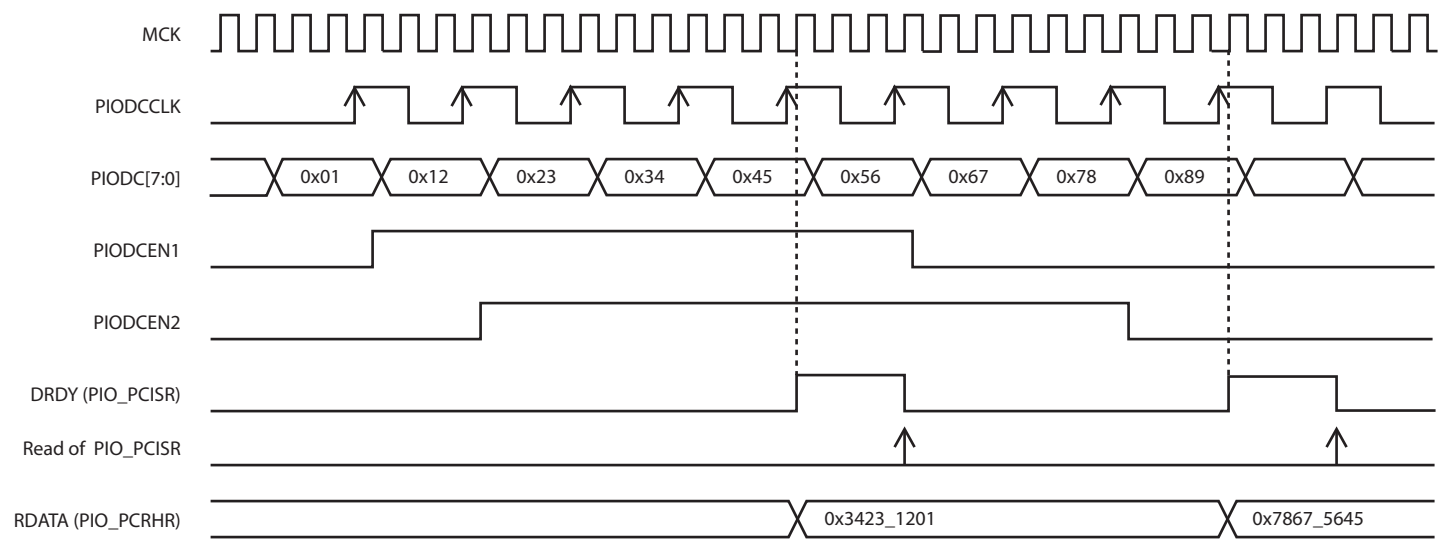 MCK
PIODCCLK
PIODC[7:0] 0x01 0x12 0x23 0x34 0x45 0x56 0x67 0x78 0x89
PIODCEN1
PIODCEN2
DRDY (PIO_PCISR)
Read of PIO_PCISR
RDATA (PIO_PCRHR) 0x3423_1201 0x7867_5645